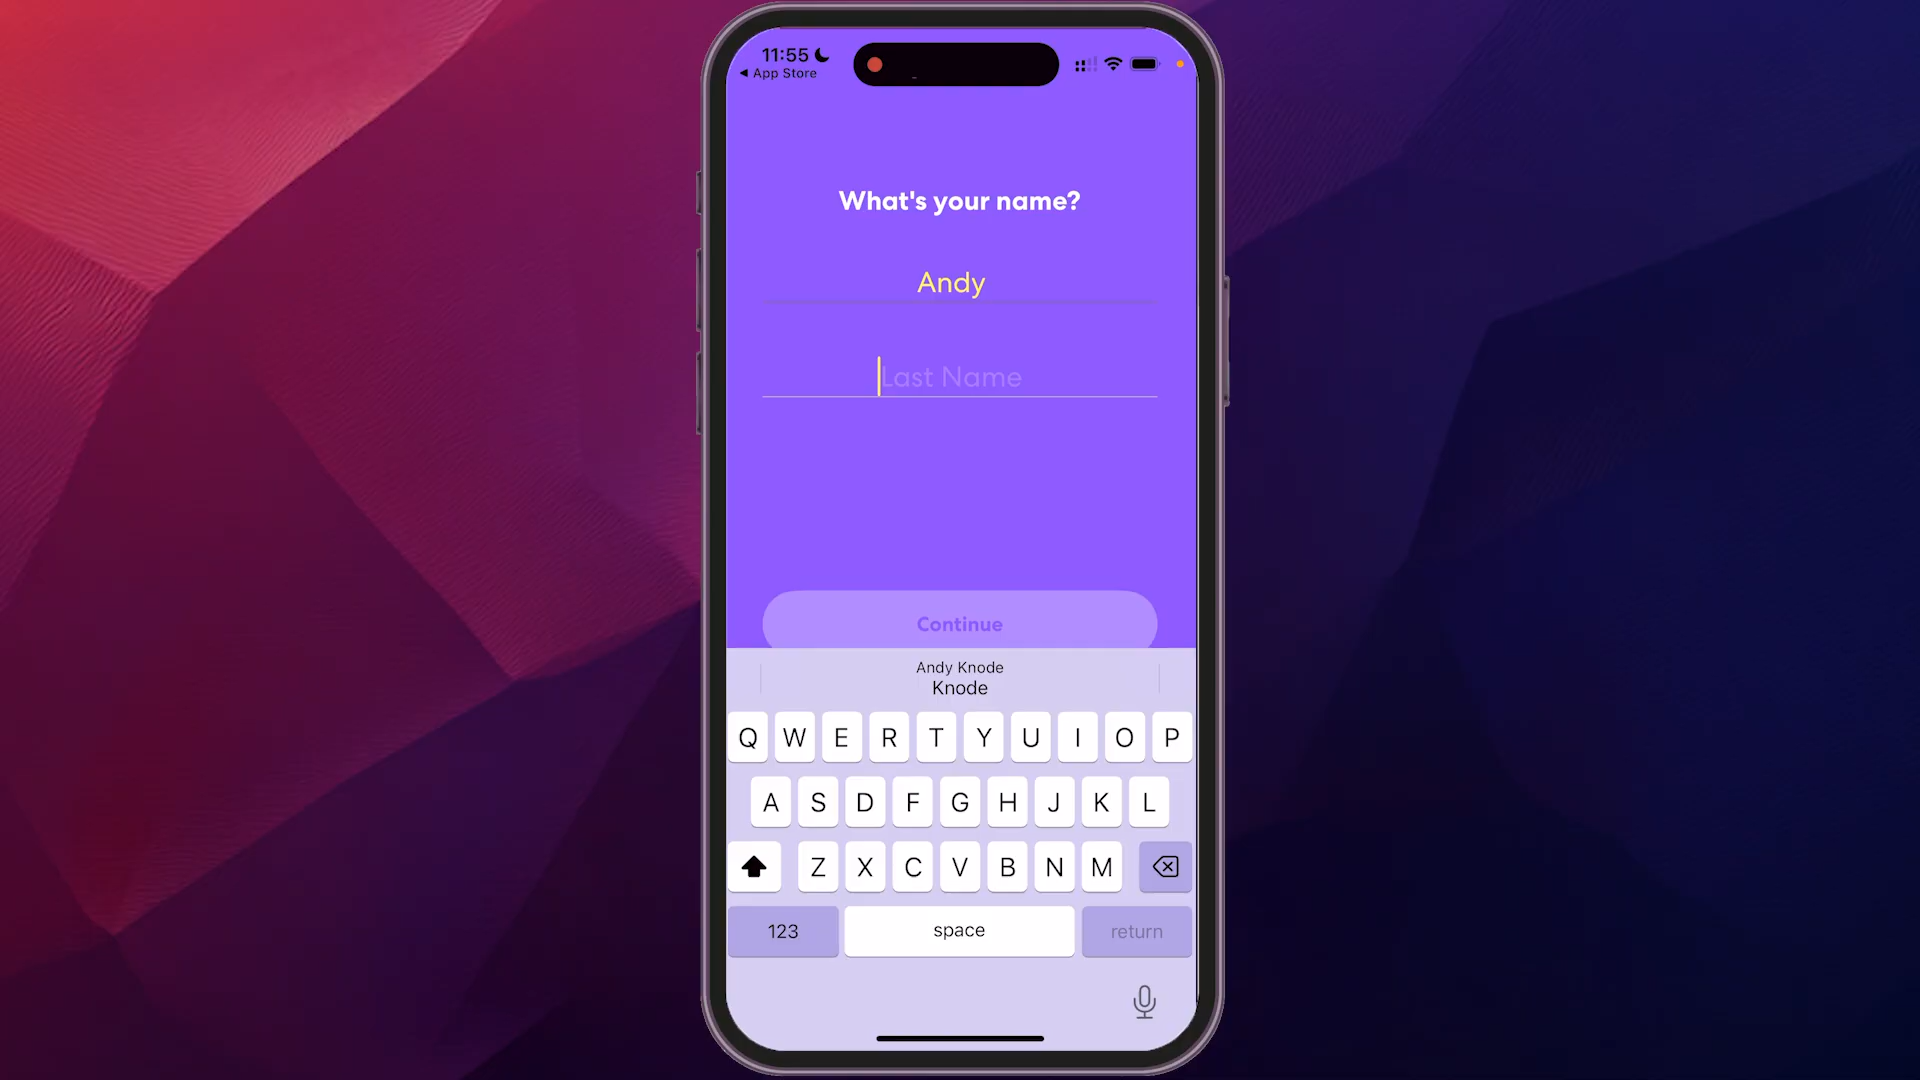 11:55
◀ App Store
What's your name?
Andy
Last Name
Continue
Andy Knode
Knode
Q W E R T Y U I O P
A S D F G H J K L
Z X C V B N M
123 space return